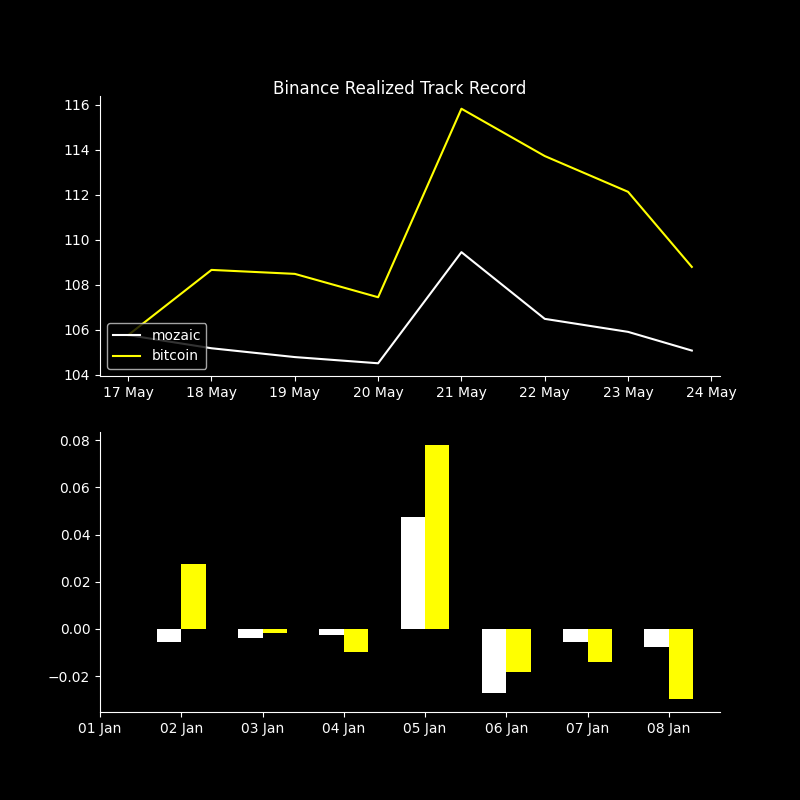 Binance Realized Track Record
116
114
112
110
108
106
104
mozaic
bitcoin
17 May 18 May 19 May 20 May 21 May 22 May 23 May 24 May
0.08
0.06
0.04
0.02
0.00
−0.02
01 Jan 02 Jan 03 Jan 04 Jan 05 Jan 06 Jan 07 Jan 08 Jan